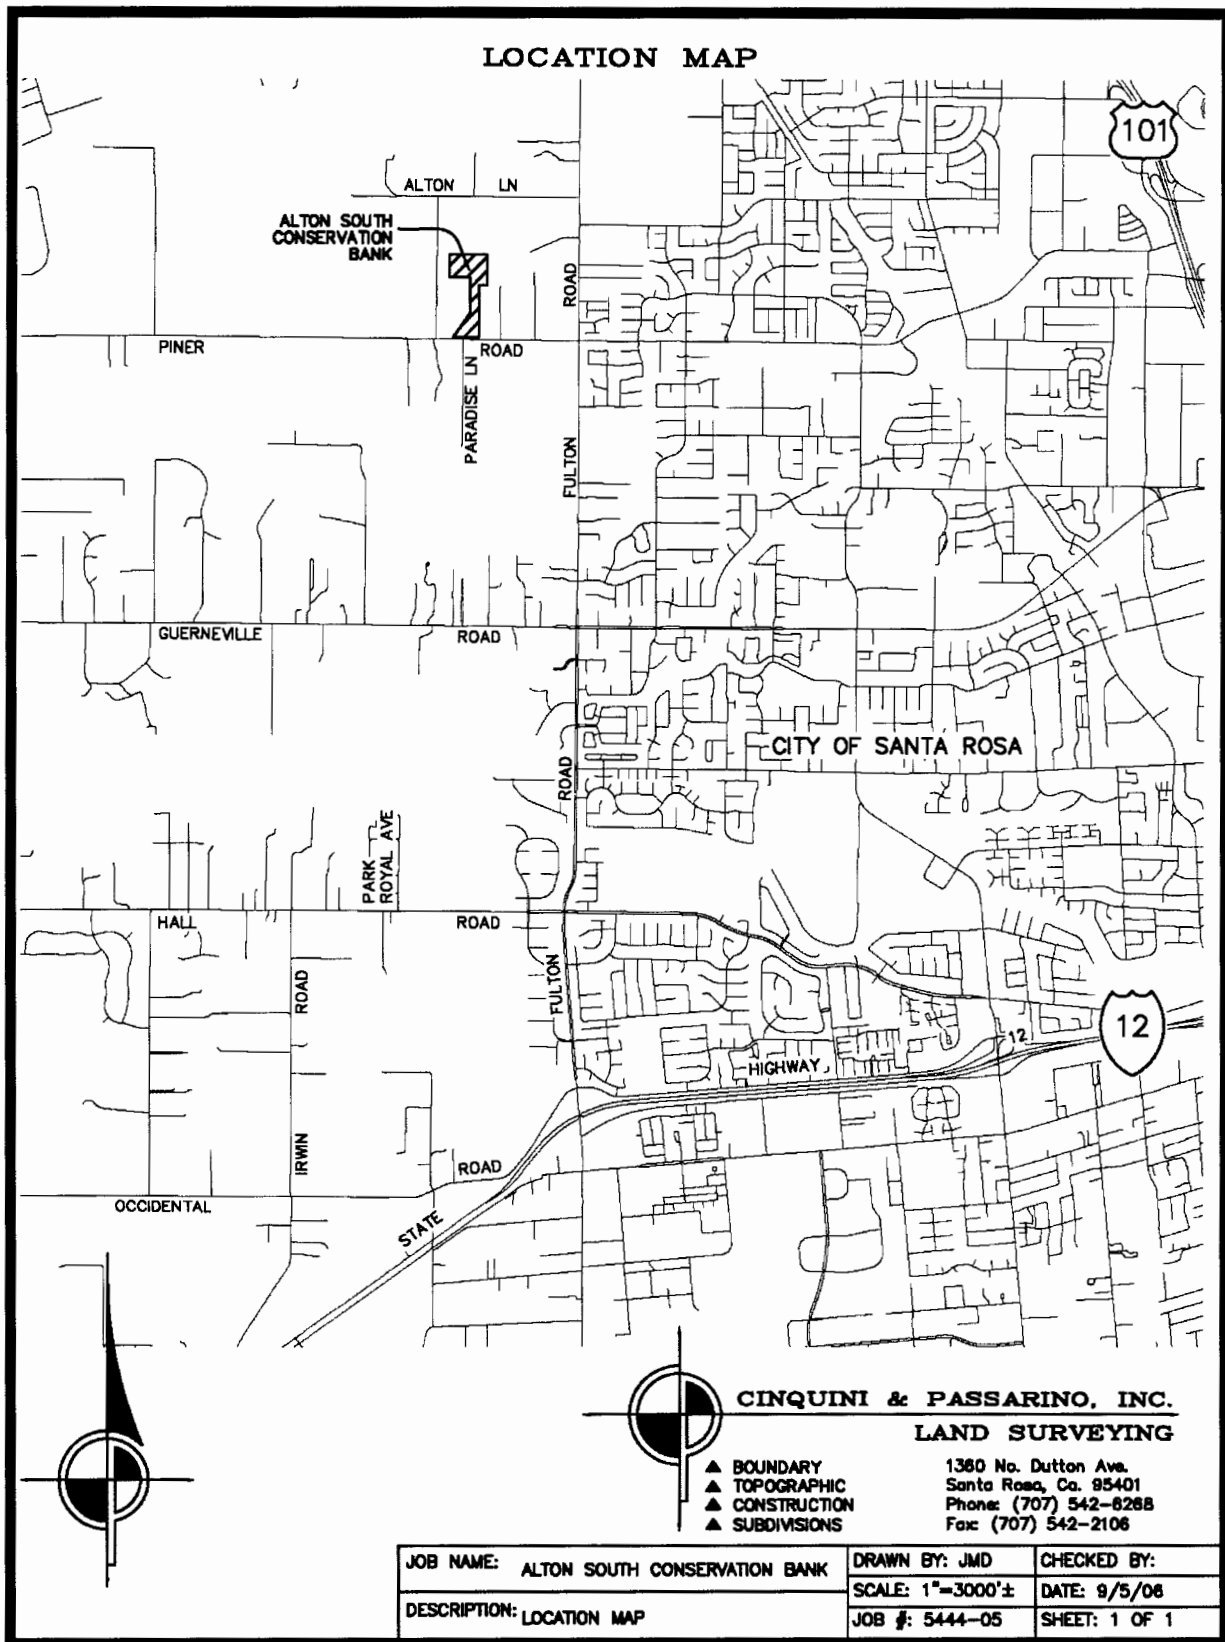 LOCATION MAP
101
ALTON LN
ALTON SOUTH
CONSERVATION
BANK
ROAD
PINER
ROAD
PARADISE LN
FULTON
GUERNEVILLE
ROAD
CITY OF SANTA ROSA
ROAD
PARK
ROYAL AVE
HALL
ROAD
FULTON
ROAD
12
12
HIGHWAY
IRWIN
ROAD
OCCIDENTAL
STATE
CINQUINI & PASSARINO, INC.
LAND SURVEYING
▲ BOUNDARY
▲ TOPOGRAPHIC
▲ CONSTRUCTION
▲ SUBDIVISIONS
1360 No. Dutton Ave.
Santa Rosa, Ca. 95401
Phone: (707) 542-6268
Fax: (707) 542-2106
JOB NAME: ALTON SOUTH CONSERVATION BANK
DESCRIPTION: LOCATION MAP
DRAWN BY: JMD
CHECKED BY:
SCALE: 1"=3000'±
DATE: 9/5/06
JOB #: 5444-05
SHEET: 1 OF 1